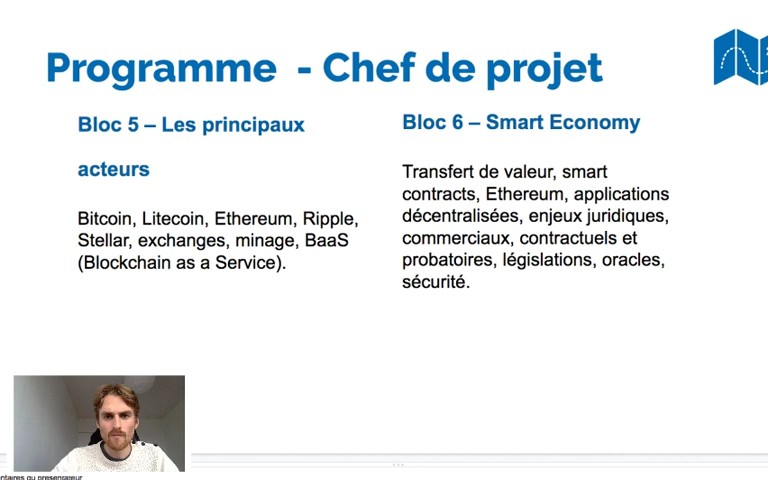 Programme - Chef de projet
Bloc 5 – Les principaux
acteurs
Bitcoin, Litecoin, Ethereum, Ripple,
Stellar, exchanges, minage, BaaS
(Blockchain as a Service).
Bloc 6 – Smart Economy
Transfert de valeur, smart
contracts, Ethereum, applications
décentralisées, enjeux juridiques,
commerciaux, contractuels et
probatoires, législations, oracles,
sécurité.
du présentateur